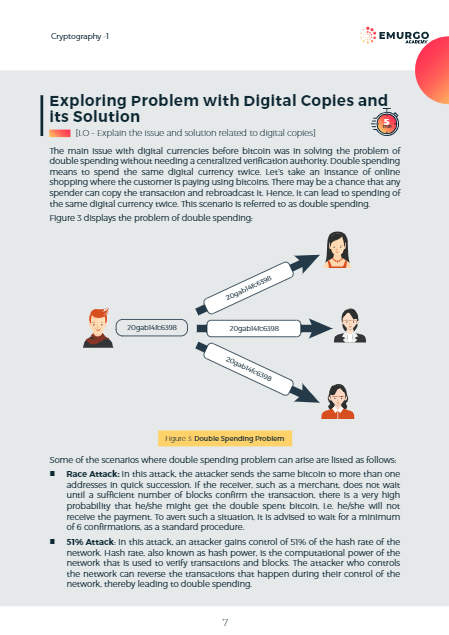 Cryptography -1
EMURGO
ACADEMY
Exploring Problem with Digital Copies and
its Solution
5
[LO - Explain the issue and solution related to digital copies]
The main issue with digital currencies before bitcoin was in solving the problem of
double spending without needing a centralized verification authority. Double spending
means to spend the same digital currency twice. Let's take an instance of online
shopping where the customer is paying using bitcoins. There may be a chance that any
spender can copy the transaction and rebroadcast it. Hence, it can lead to spending of
the same digital currency twice. This scenario is referred to as double spending.
Figure 3 displays the problem of double spending:
20gab14fc6398
20gab14fc6398
20gab14fc6398
20gab14fc6398
Figure 3: Double Spending Problem
Some of the scenarios where double spending problem can arise are listed as follows:
Race Attack: In this attack, the attacker sends the same bitcoin to more than one
addresses in quick succession. If the receiver, such as a merchant, does not wait
until a sufficient number of blocks confirm the transaction, there is a very high
probability that he/she might get the double spent bitcoin, i.e. he/she will not
receive the payment. To avert such a situation, it is advised to wait for a minimum
of 6 confirmations, as a standard procedure.
51% Attack: In this attack, an attacker gains control of 51% of the hash rate of the
network. Hash rate, also known as hash power, is the computational power of the
network that is used to verify transactions and blocks. The attacker who controls
the network can reverse the transactions that happen during their control of the
network, thereby leading to double spending.
7